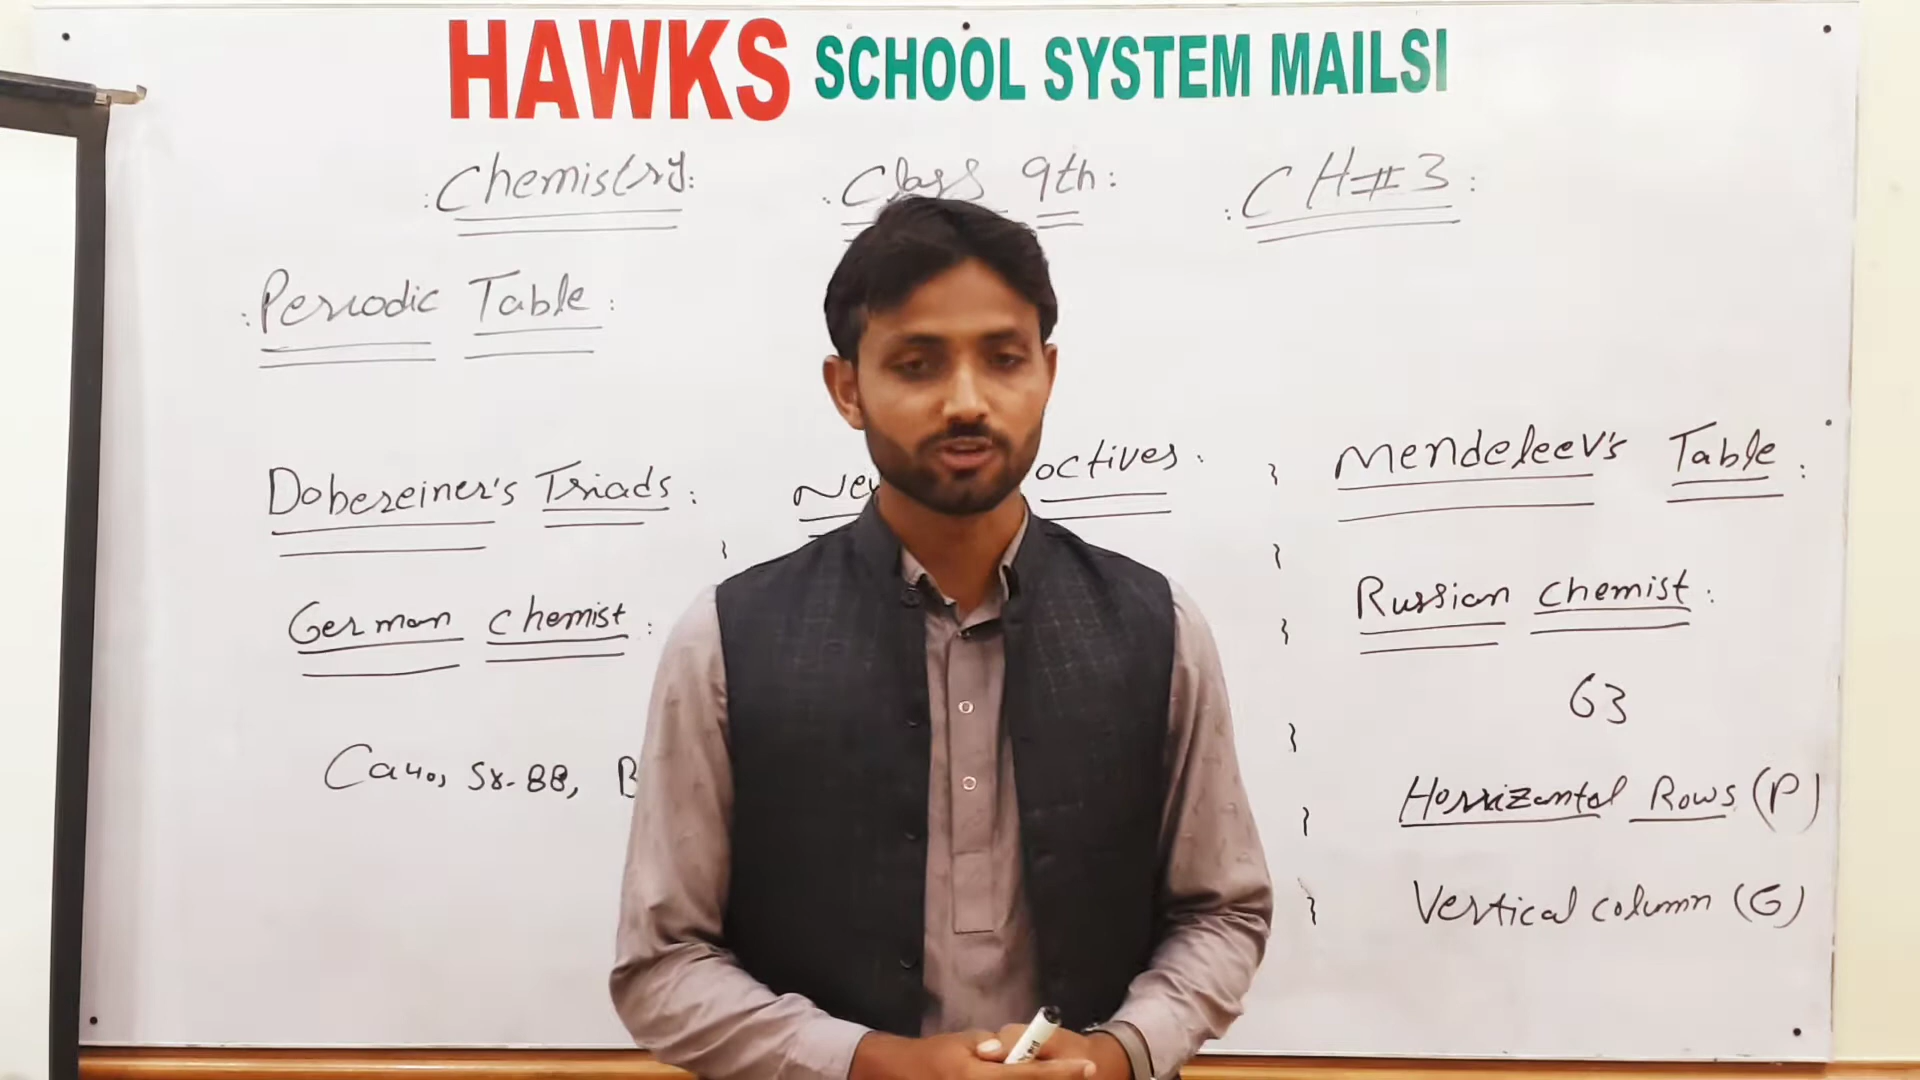 HAWKS SCHOOL SYSTEM MAILSI
: Chemistry : : Class 9th : : CH#3 :
: Periodic Table :
Dobereiner's Triads : octives : Mendeleev's Table :
German chemist : Russian chemist :
63
Ca40, Sr-88, B
Horrizontal Rows (P)
Vertical column (G)